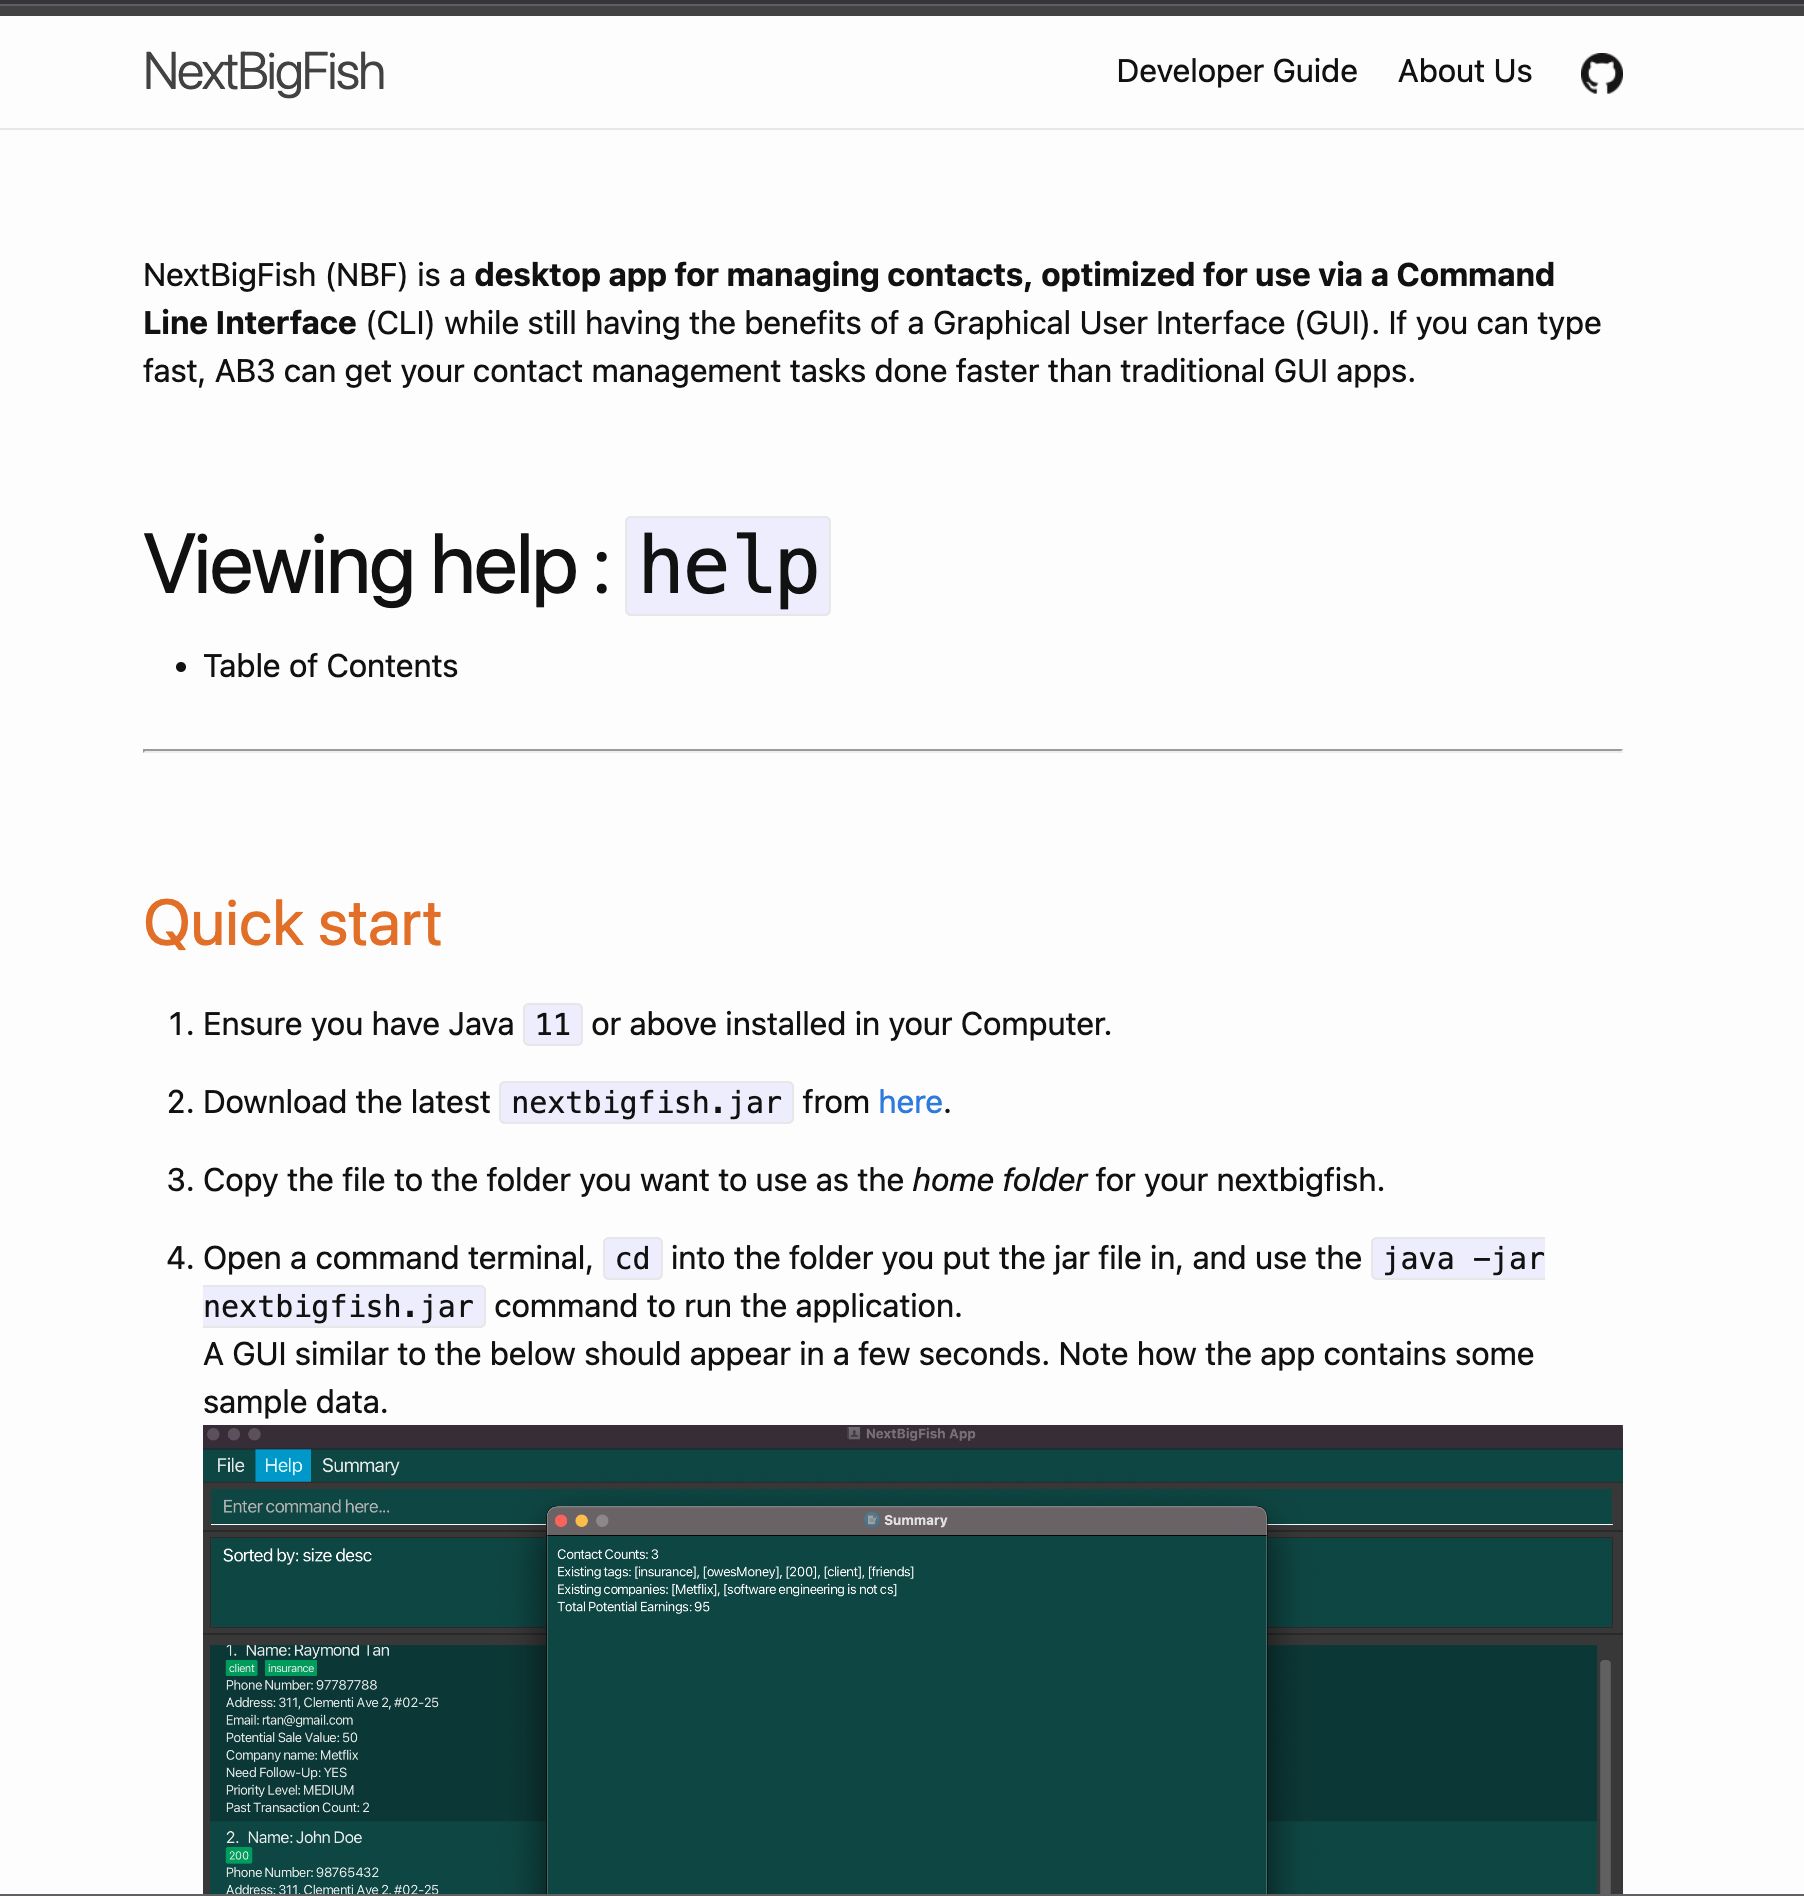 NextBigFish
Developer Guide About Us
NextBigFish (NBF) is a desktop app for managing contacts, optimized for use via a Command
Line Interface (CLI) while still having the benefits of a Graphical User Interface (GUI). If you can type
fast, AB3 can get your contact management tasks done faster than traditional GUI apps.
Viewing help : help
• Table of Contents
Quick start
1. Ensure you have Java 11 or above installed in your Computer.
2. Download the latest nextbigfish.jar from here.
3. Copy the file to the folder you want to use as the home folder for your nextbigfish.
4. Open a command terminal, cd into the folder you put the jar file in, and use the java -jar
nextbigfish.jar command to run the application.
A GUI similar to the below should appear in a few seconds. Note how the app contains some
sample data.
NextBigFish App
File Help Summary
Enter command here...
Summary
Sorted by: size desc
Contact Counts: 3
Existing tags: [insurance], [owesMoney], [200], [client], [friends]
Existing companies: [Metflix], [software engineering is not cs]
Total Potential Earnings: 95
1. Name: Raymond Tan
client insurance
Phone Number: 97787788
Address: 311, Clementi Ave 2, #02-25
Email: rtan@gmail.com
Potential Sale Value: 50
Company name: Metflix
Need Follow-Up: YES
Priority Level: MEDIUM
Past Transaction Count: 2
2. Name: John Doe
200
Phone Number: 98765432
Address: 311, Clementi Ave 2, #02-25